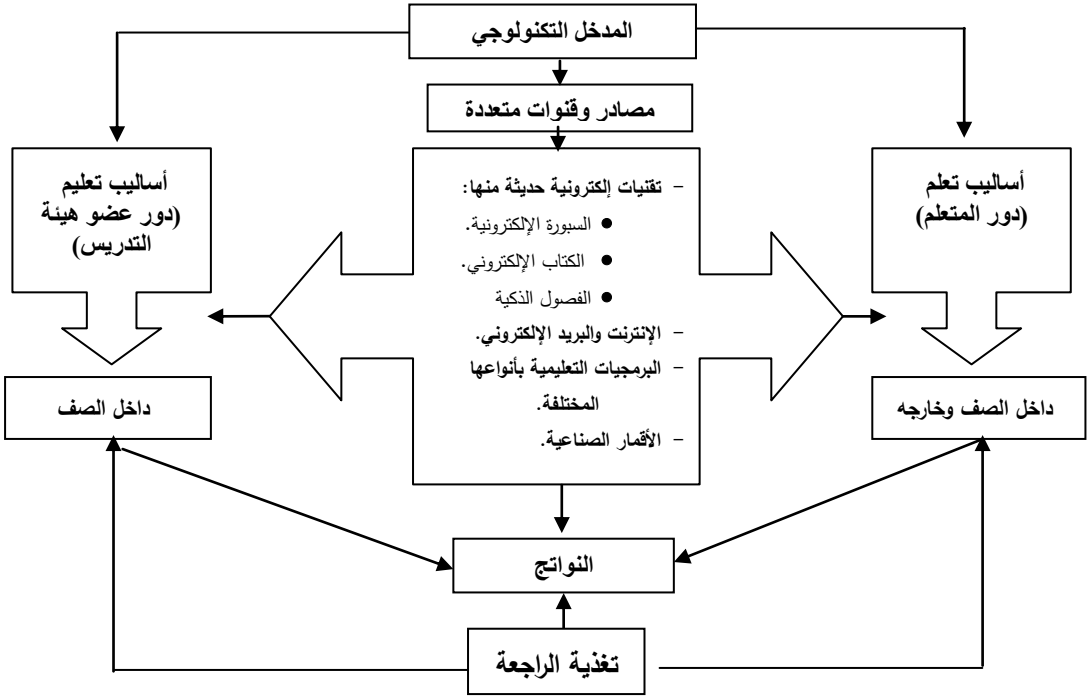 المدخل التكنولوجي
مصادر وقنوات متعددة
أساليب تعلم
(دور المتعلم)
- تقنيات إلكترونية حديثة منها:
● السبورة الإلكترونية.
● الكتاب الإلكتروني.
● الفصول الذكية
- الإنترنت والبريد الإلكتروني.
- البرمجيات التعليمية بأنواعها
المختلفة.
- الأقمار الصناعية.
أساليب تعليم
(دور عضو هيئة
التدريس)
داخل الصف وخارجه
داخل الصف
النواتج
تغذية الراجعة